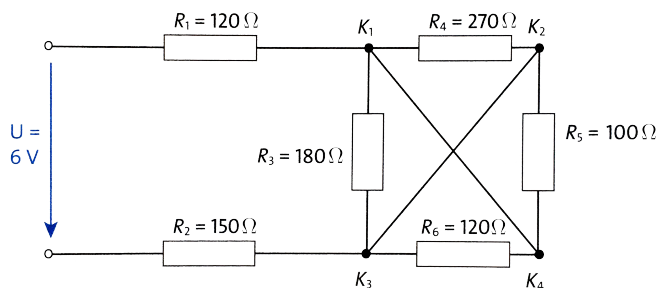 R₁ = 120 Ω
K₁
R₄ = 270 Ω
K₂
U =
6 V
R₃ = 180 Ω
R₅ = 100 Ω
R₂ = 150 Ω
R₆ = 120 Ω
K₃
K₄